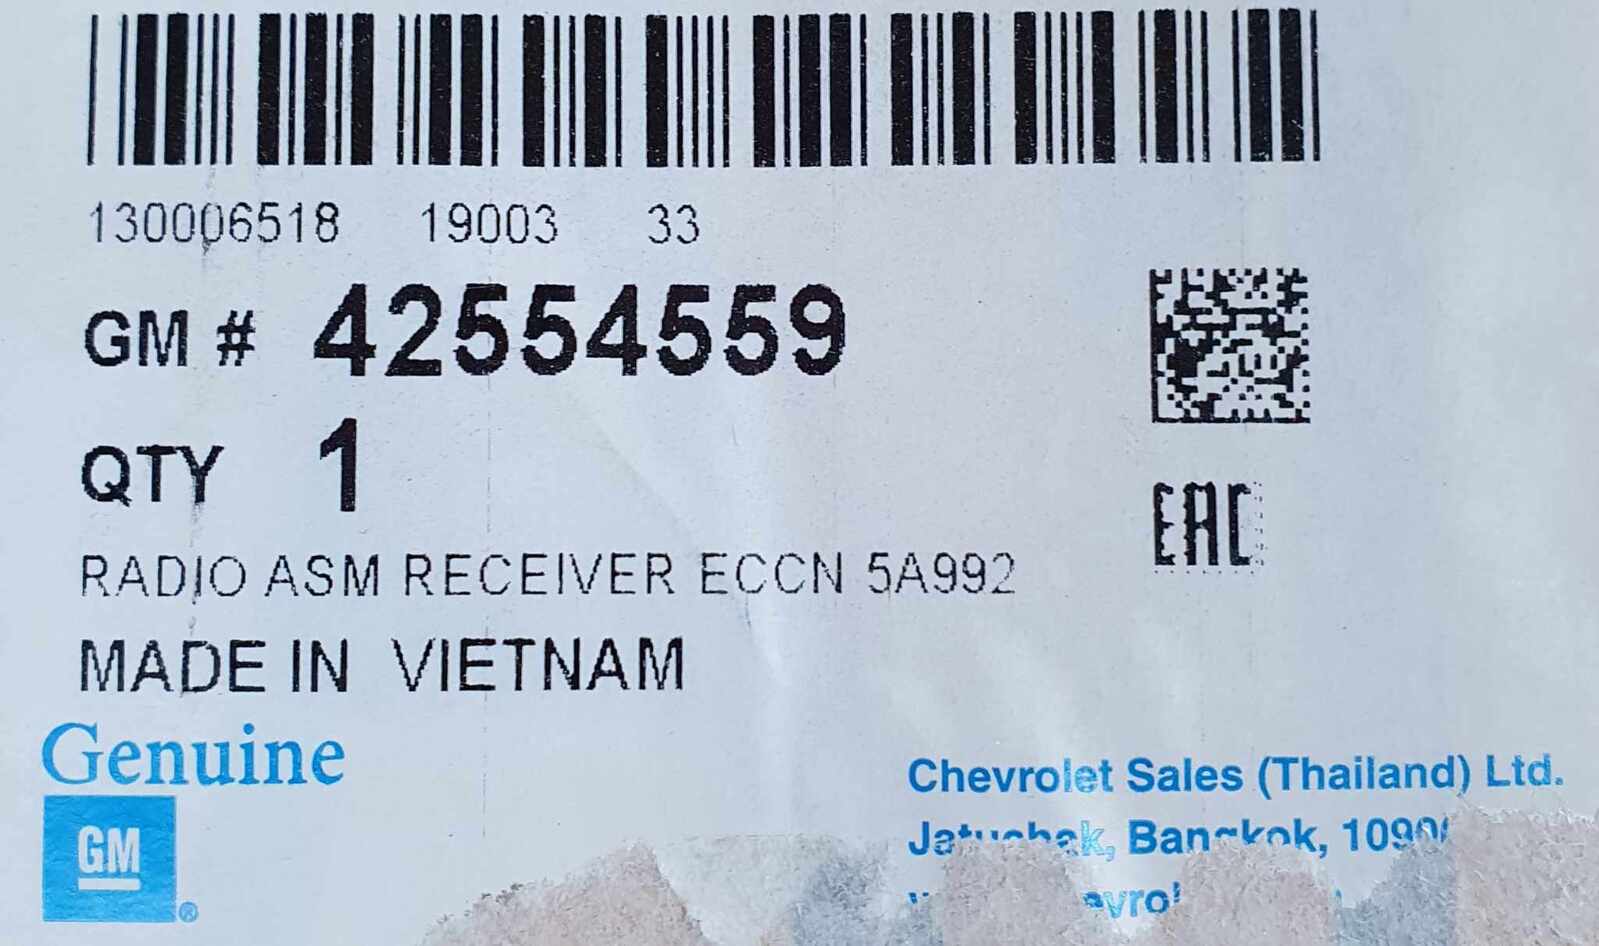 130006518 19003 33
GM # 42554559
QTY 1
EAC
RADIO ASM RECEIVER ECCN 5A992
MADE IN VIETNAM
Genuine
GM
®
Chevrolet Sales (Thailand) Ltd.
Jatuchak, Bangkok,